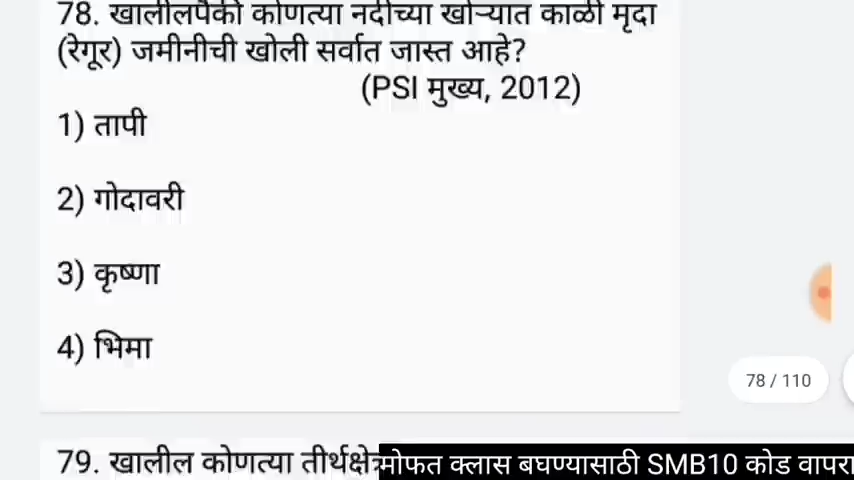 78. खालीलपैकी कोणत्या नदीच्या खोऱ्यात काळी मृदा
(रेगूर) जमीनीची खोली सर्वात जास्त आहे?
(PSI मुख्य, 2012)
1) तापी
2) गोदावरी
3) कृष्णा
4) भिमा
78 / 110
79. खालील कोणत्या तीर्थक्षेत्र
मोफत क्लास बघण्यासाठी SMB10 कोड वापरा